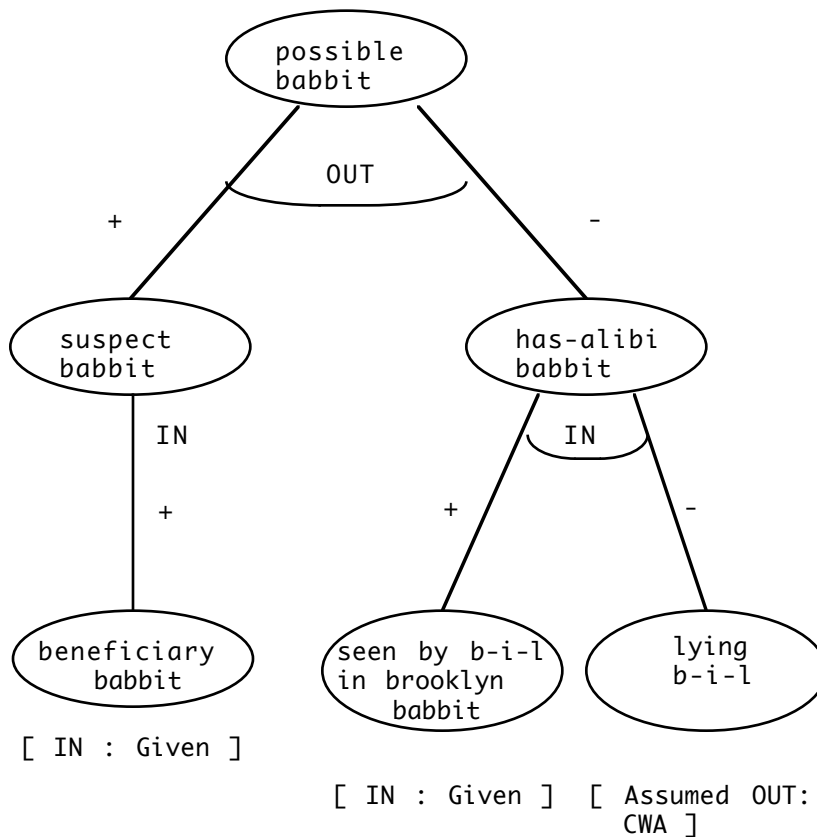 possible
babbit
OUT
+
-
suspect
babbit
has-alibi
babbit
IN
IN
+
+
-
beneficiary
babbit
seen by b-i-l
in brooklyn
babbit
lying
b-i-l
[ IN : Given ]
[ IN : Given ]
[ Assumed OUT:
CWA ]